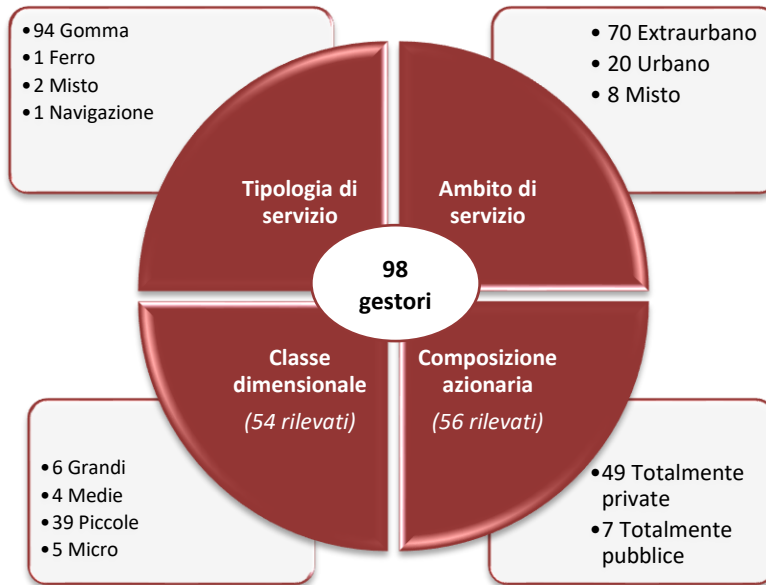 •94 Gomma
•1 Ferro
•2 Misto
•1 Navigazione
• 70 Extraurbano
• 20 Urbano
• 8 Misto
Tipologia di
servizio
Ambito di
servizio
98
gestori
Classe
dimensionale
(54 rilevati)
Composizione
azionaria
(56 rilevati)
•6 Grandi
•4 Medie
•39 Piccole
•5 Micro
•49 Totalmente
private
•7 Totalmente
pubblice